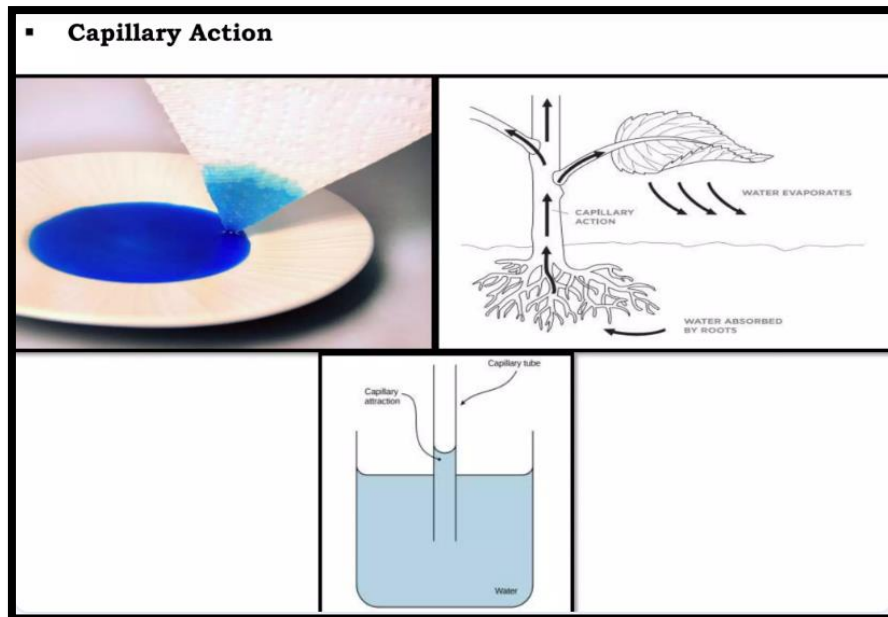 ▪ Capillary Action
WATER EVAPORATES
CAPILLARY
ACTION
WATER ABSORBED
BY ROOTS
Capillary tube
Capillary
attraction
Water